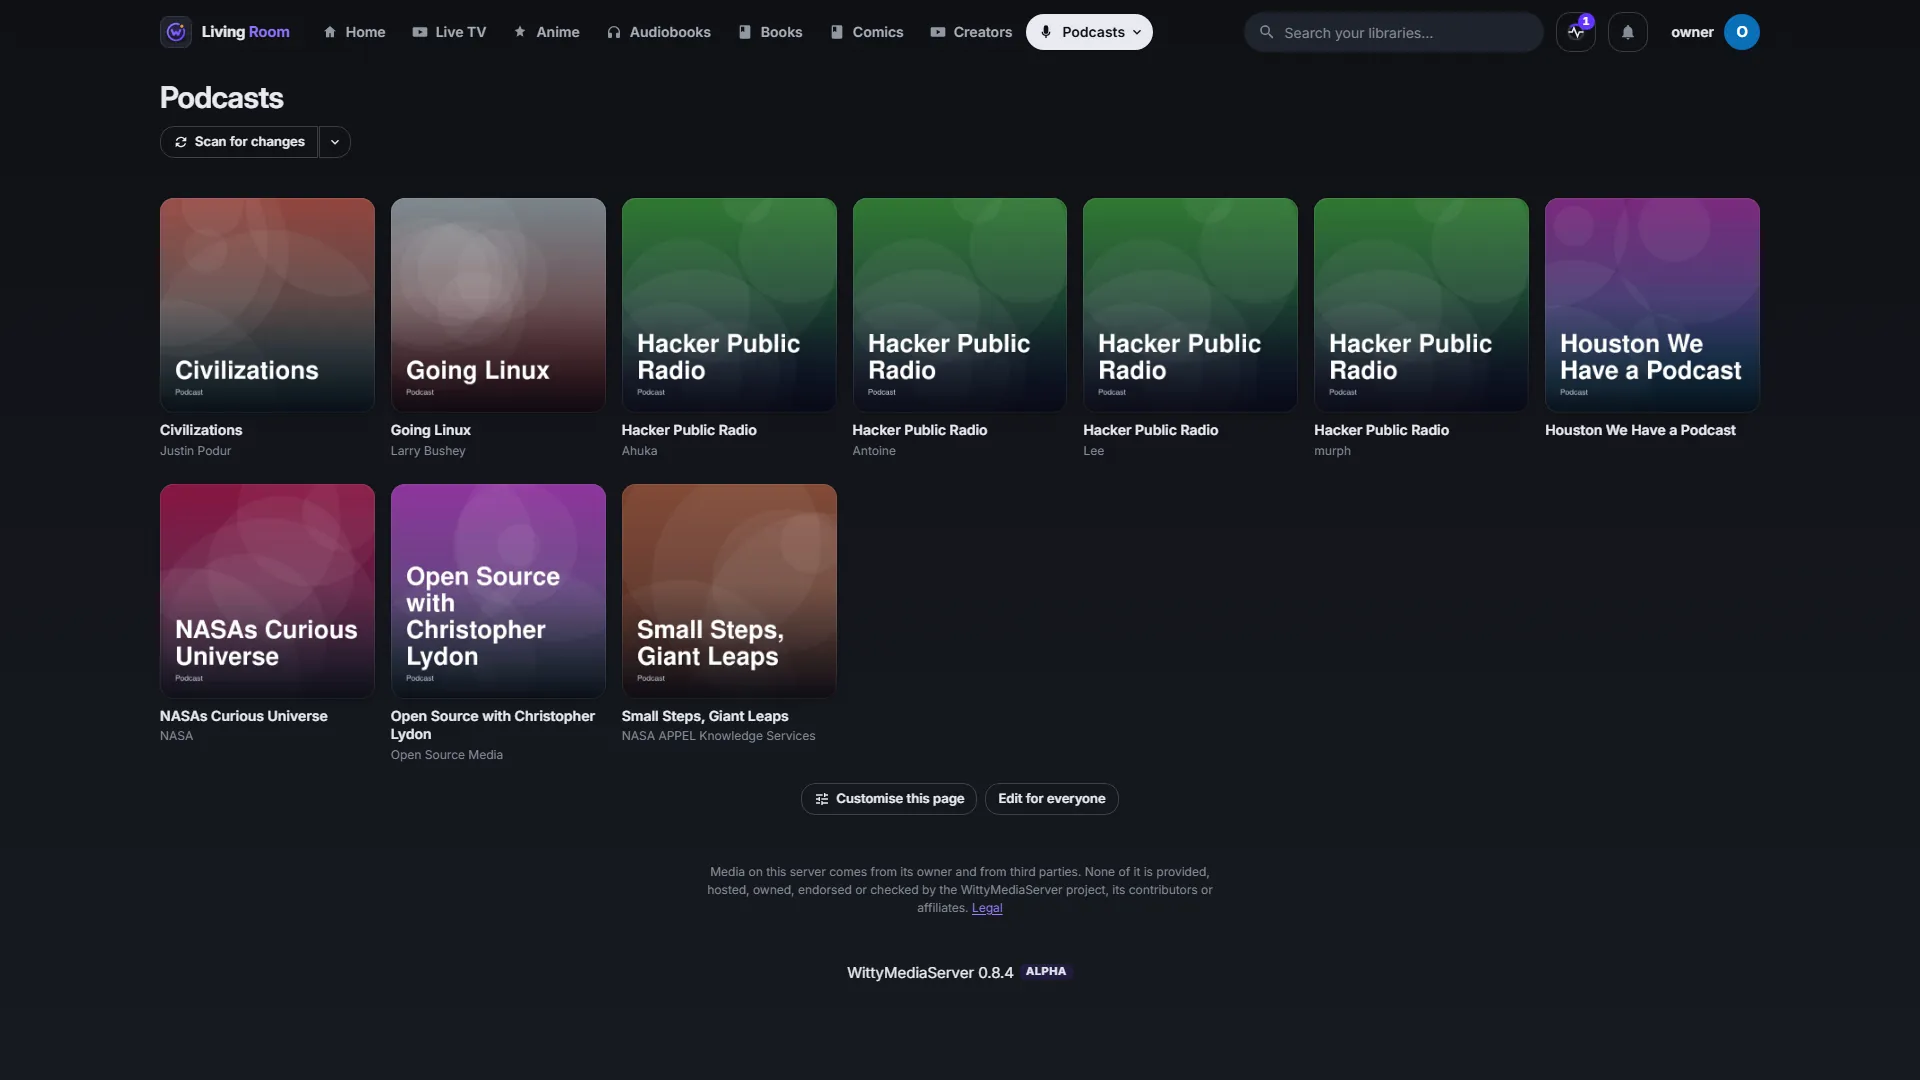 Living Room
Home
Live TV
Anime
Audiobooks
Books
Comics
Creators
Podcasts
Search your libraries...
1
owner
O
Podcasts
Scan for changes
Civilizations
Podcast
Going Linux
Podcast
Hacker Public
Radio
Podcast
Hacker Public
Radio
Podcast
Hacker Public
Radio
Podcast
Hacker Public
Radio
Podcast
Houston We
Have a Podcast
Podcast
Civilizations
Justin Podur
Going Linux
Larry Bushey
Hacker Public Radio
Ahuka
Hacker Public Radio
Antoine
Hacker Public Radio
Lee
Hacker Public Radio
murph
Houston We Have a Podcast
NASAs Curious
Universe
Podcast
Open Source
with
Christopher
Lydon
Podcast
Small Steps,
Giant Leaps
Podcast
NASAs Curious Universe
NASA
Open Source with Christopher
Lydon
Open Source Media
Small Steps, Giant Leaps
NASA APPEL Knowledge Services
Customise this page
Edit for everyone
Media on this server comes from its owner and from third parties. None of it is provided,
hosted, owned, endorsed or checked by the WittyMediaServer project, its contributors or
affiliates. Legal
WittyMediaServer 0.8.4 ALPHA